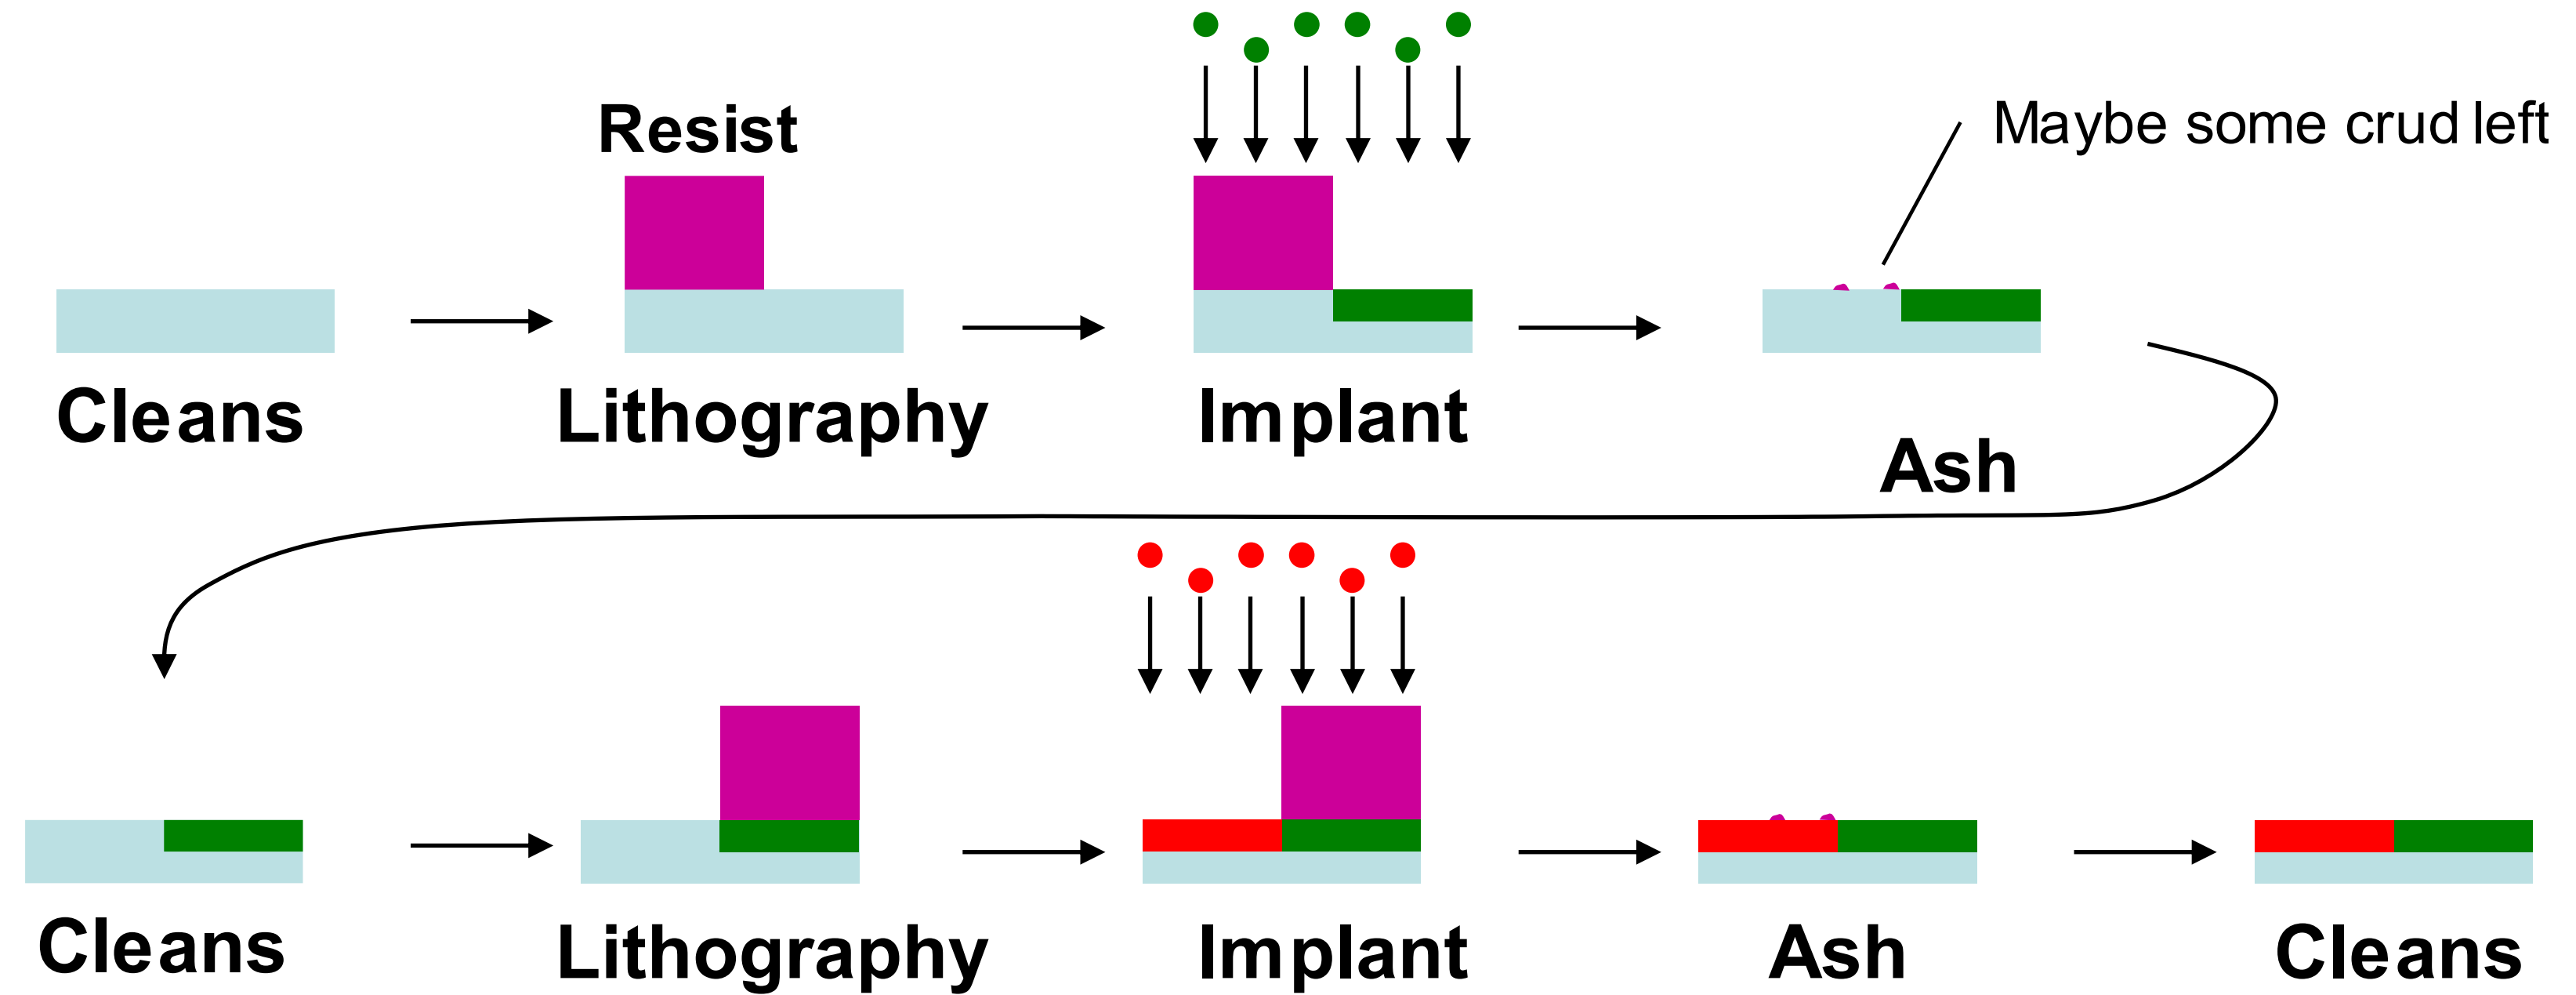 Resist
Maybe some crud left
Cleans
Lithography
Implant
Ash
Cleans
Lithography
Implant
Ash
Cleans